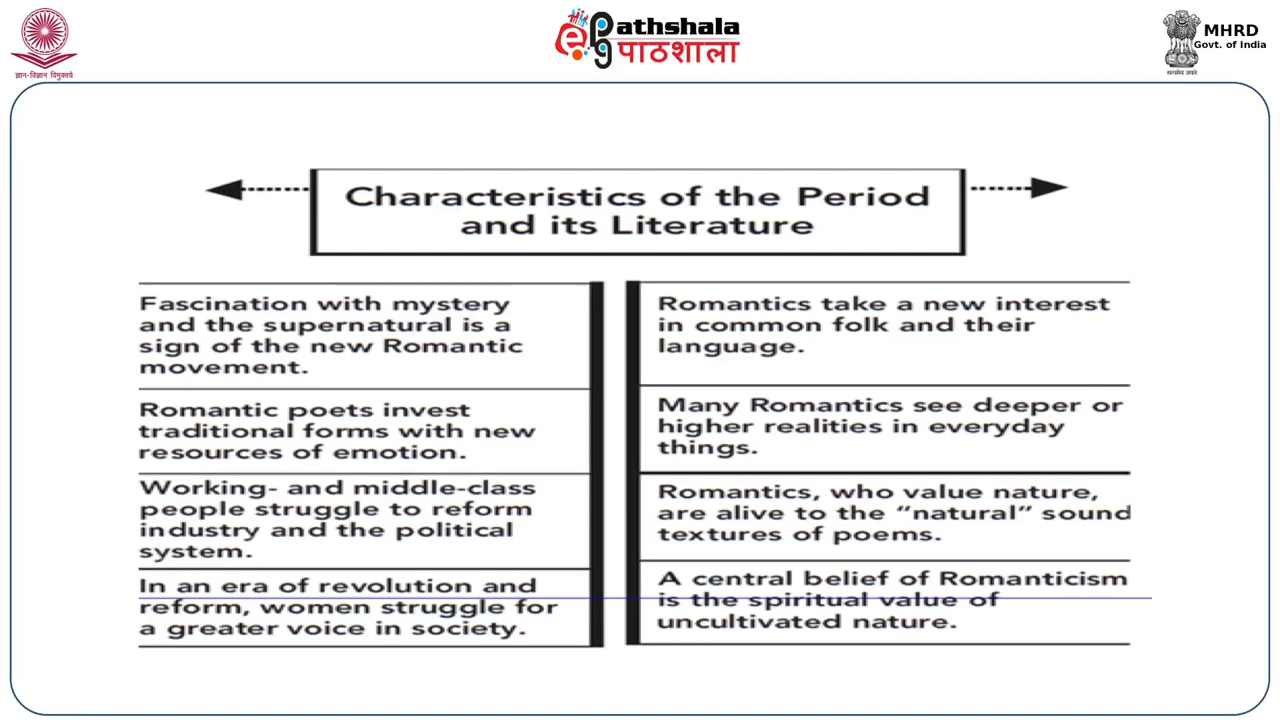 ज्ञान-विज्ञान विमुक्तये
epg Pathshala
पाठशाला
MHRD
Govt. of India
सत्यमेव जयते
Characteristics of the Period
and its Literature
Fascination with mystery
and the supernatural is a
sign of the new Romantic
movement.
Romantic poets invest
traditional forms with new
resources of emotion.
Working- and middle-class
people struggle to reform
industry and the political
system.
In an era of revolution and
reform, women struggle for
a greater voice in society.
Romantics take a new interest
in common folk and their
language.
Many Romantics see deeper or
higher realities in everyday
things.
Romantics, who value nature,
are alive to the “natural” sound
textures of poems.
A central belief of Romanticism
is the spiritual value of
uncultivated nature.